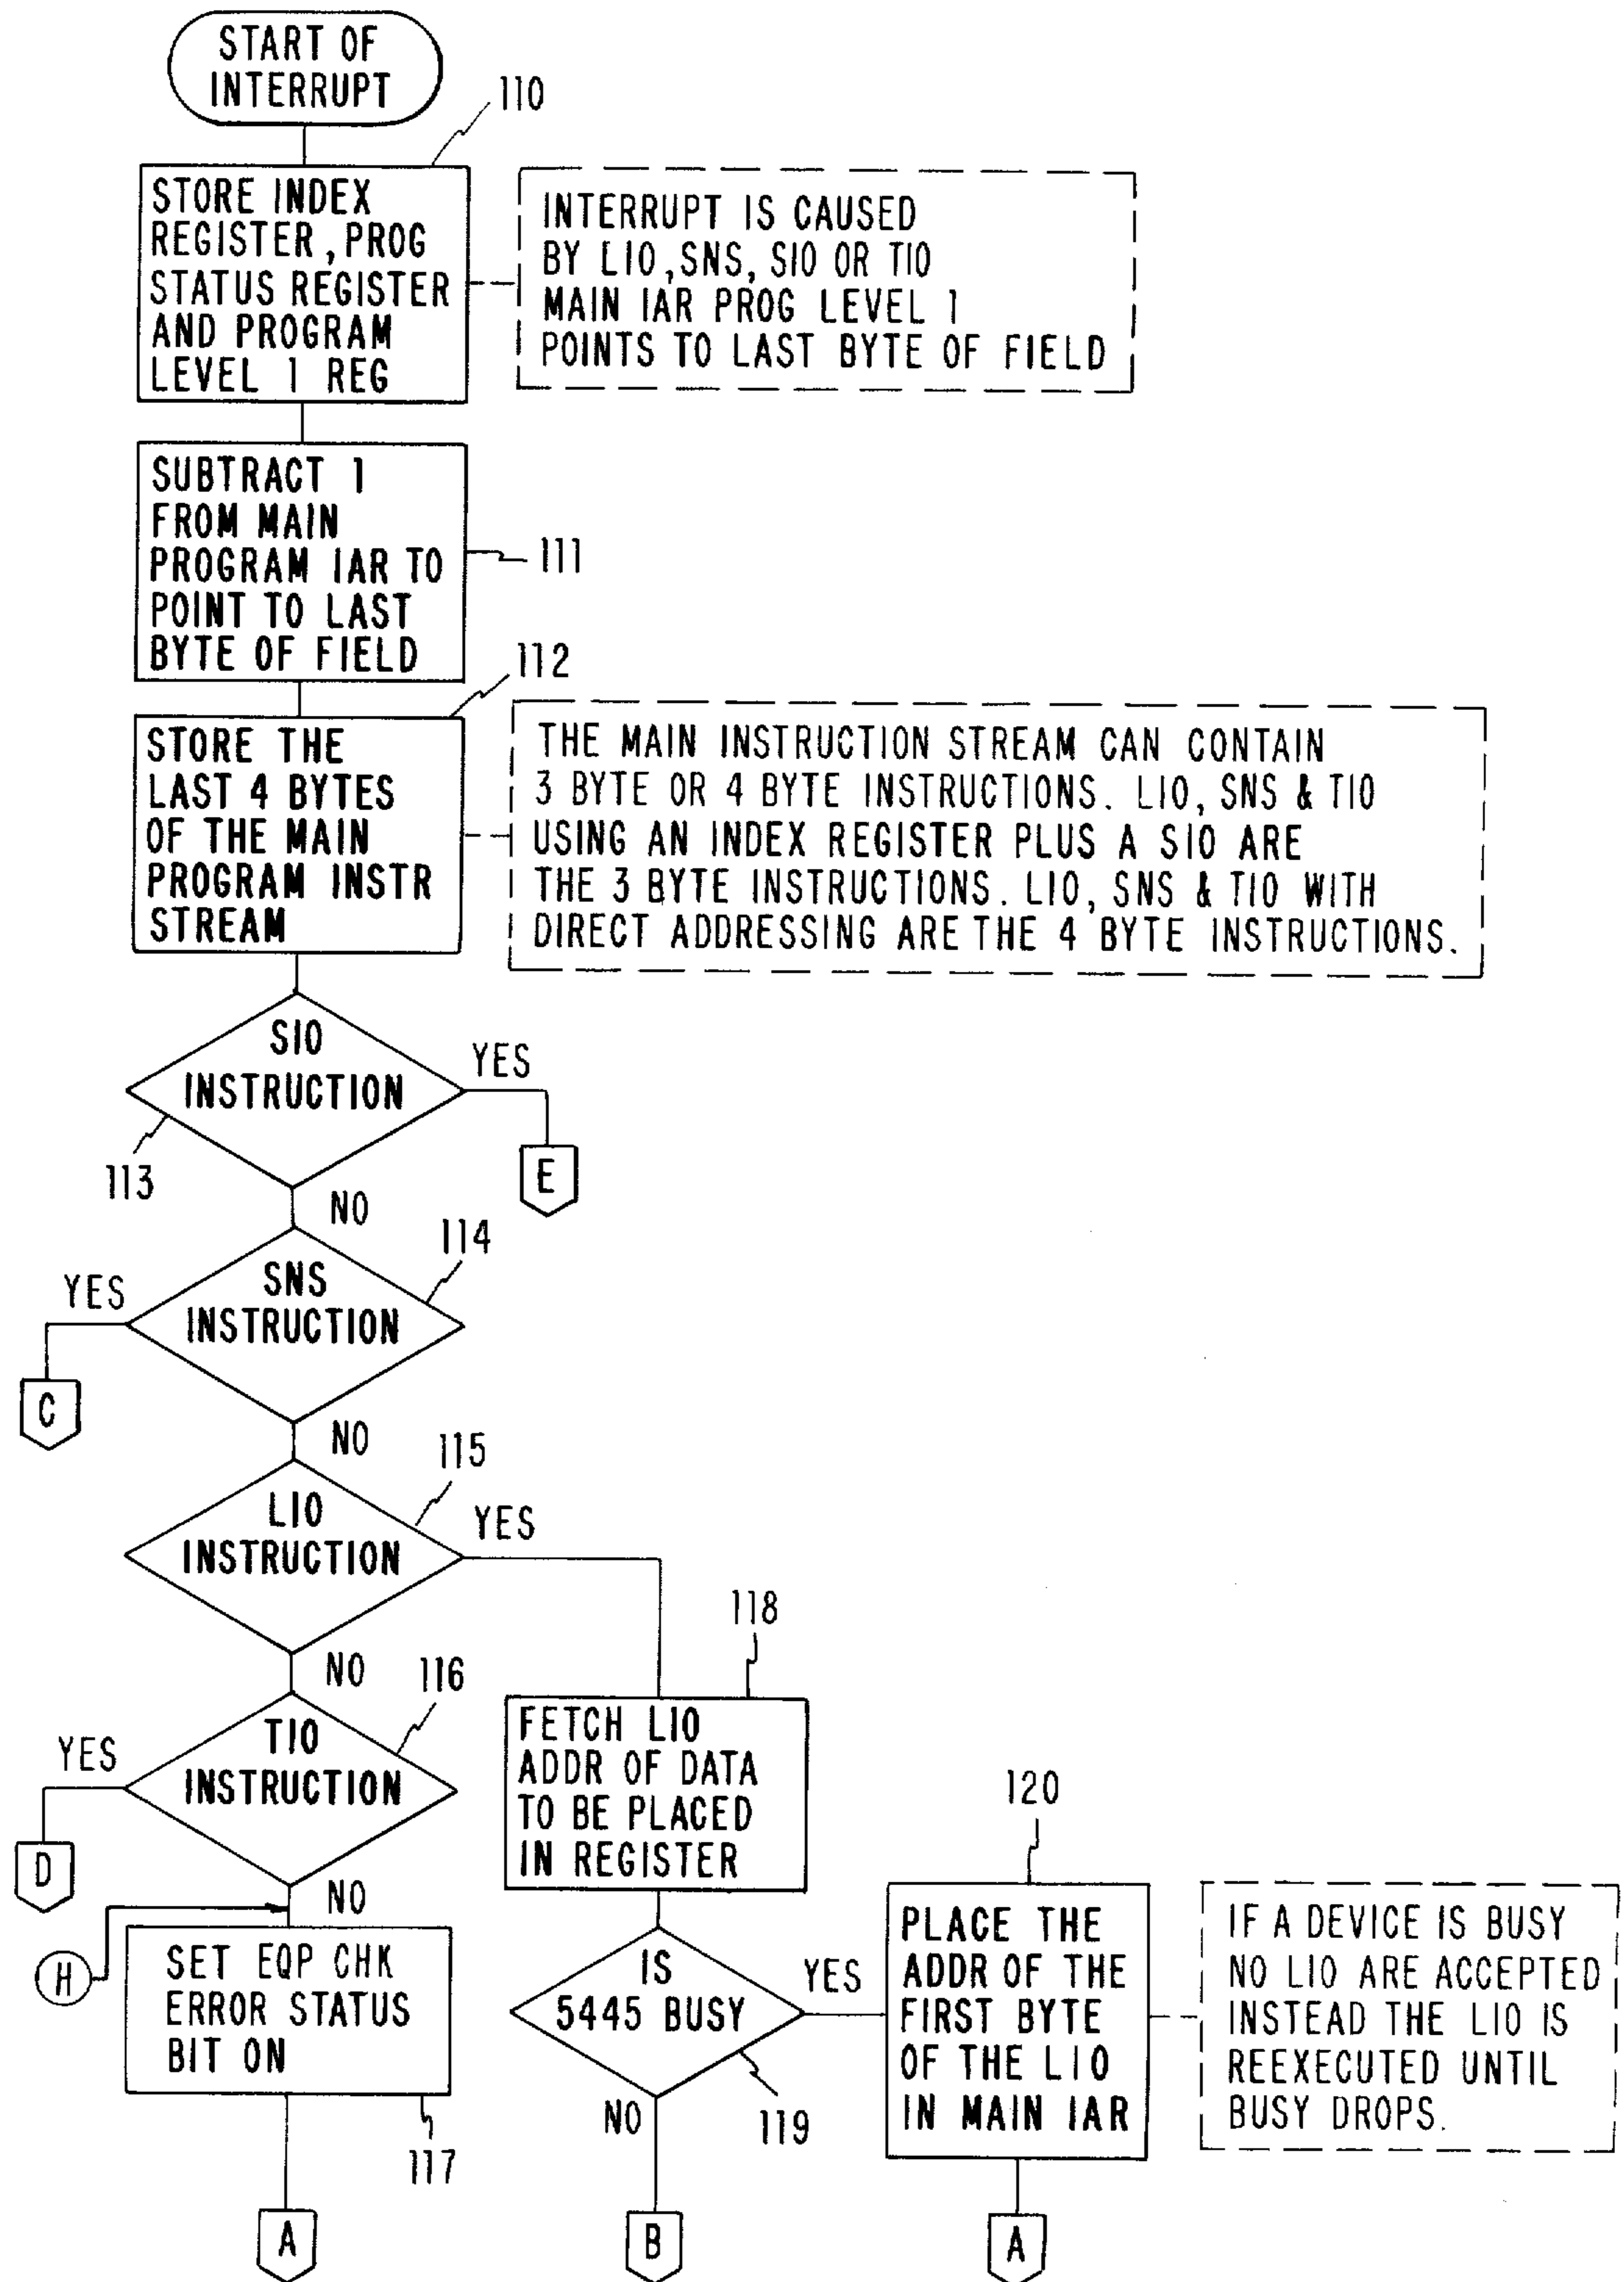 START OF
INTERRUPT
110
STORE INDEX
REGISTER, PROG
STATUS REGISTER
AND PROGRAM
LEVEL 1 REG
INTERRUPT IS CAUSED
BY LIO, SNS, SIO OR TIO
MAIN IAR PROG LEVEL 1
POINTS TO LAST BYTE OF FIELD
SUBTRACT 1
FROM MAIN
PROGRAM IAR TO
POINT TO LAST
BYTE OF FIELD
111
112
STORE THE
LAST 4 BYTES
OF THE MAIN
PROGRAM INSTR
STREAM
THE MAIN INSTRUCTION STREAM CAN CONTAIN
3 BYTE OR 4 BYTE INSTRUCTIONS. LIO, SNS & TIO
USING AN INDEX REGISTER PLUS A SIO ARE
THE 3 BYTE INSTRUCTIONS. LIO, SNS & TIO WITH
DIRECT ADDRESSING ARE THE 4 BYTE INSTRUCTIONS.
SIO
INSTRUCTION
YES
113
E
NO
114
SNS
INSTRUCTION
YES
C
NO
115
LIO
INSTRUCTION
YES
118
NO
116
TIO
INSTRUCTION
YES
D
NO
H
SET EQP CHK
ERROR STATUS
BIT ON
117
A
FETCH LIO
ADDR OF DATA
TO BE PLACED
IN REGISTER
IS
5445 BUSY
YES
119
NO
B
120
PLACE THE
ADDR OF THE
FIRST BYTE
OF THE LIO
IN MAIN IAR
A
IF A DEVICE IS BUSY
NO LIO ARE ACCEPTED
INSTEAD THE LIO IS
REEXECUTED UNTIL
BUSY DROPS.